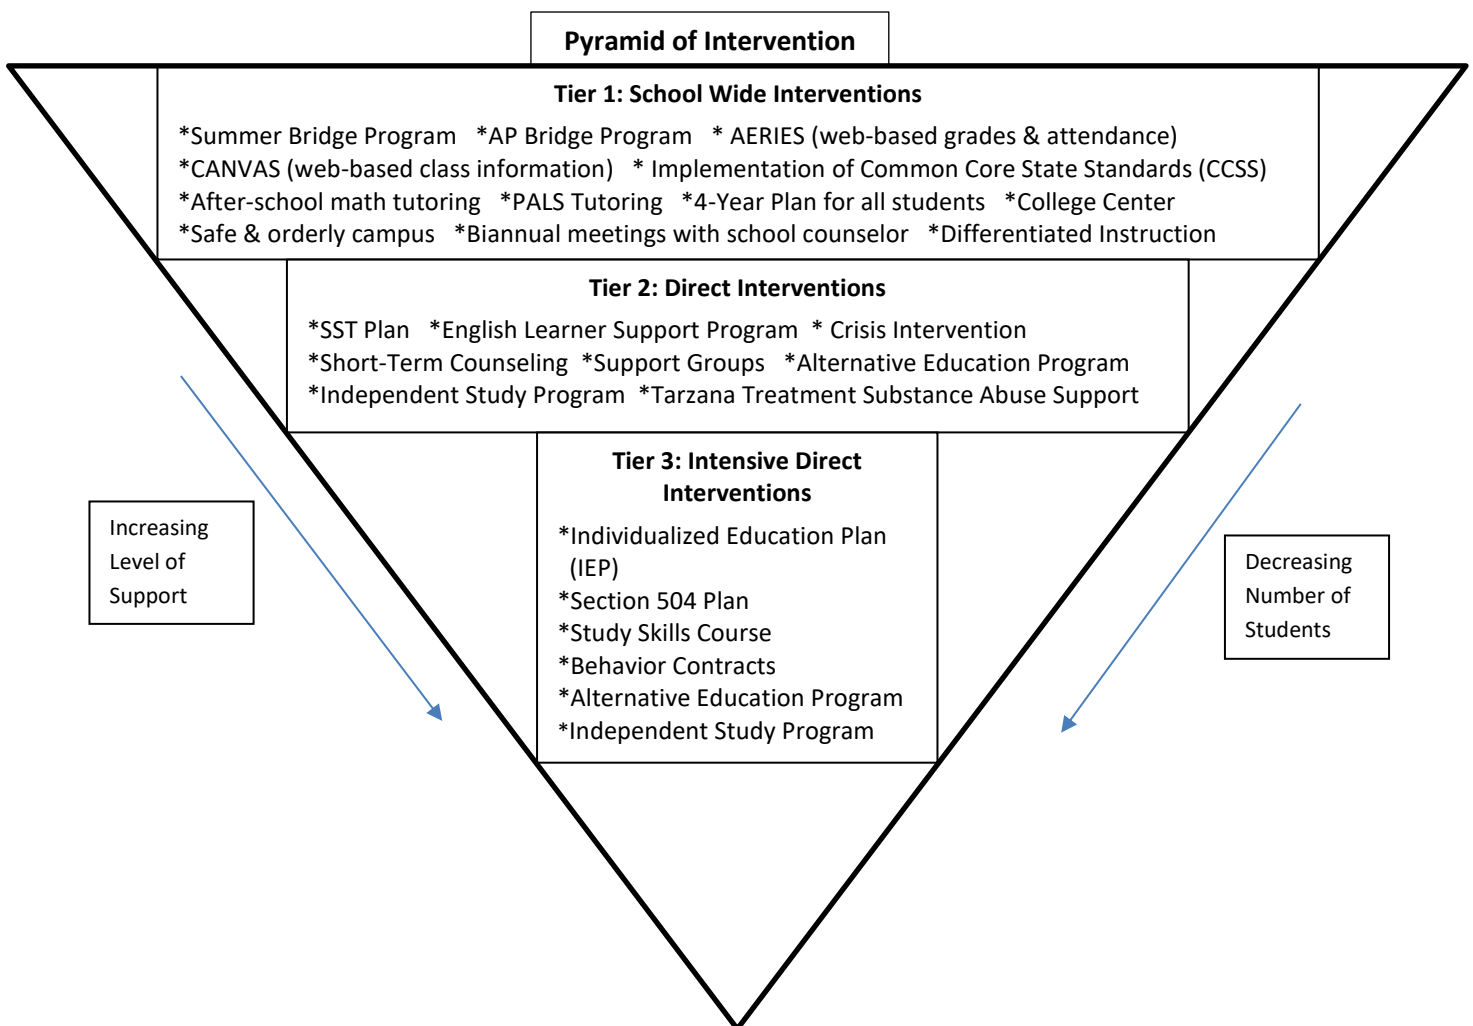 Pyramid of Intervention
Tier 1: School Wide Interventions
*Summer Bridge Program *AP Bridge Program * AERIES (web-based grades & attendance)
*CANVAS (web-based class information) * Implementation of Common Core State Standards (CCSS)
*After-school math tutoring *PALS Tutoring *4-Year Plan for all students *College Center
*Safe & orderly campus *Biannual meetings with school counselor *Differentiated Instruction
Tier 2: Direct Interventions
*SST Plan *English Learner Support Program * Crisis Intervention
*Short-Term Counseling *Support Groups *Alternative Education Program
*Independent Study Program *Tarzana Treatment Substance Abuse Support
Tier 3: Intensive Direct
Interventions
*Individualized Education Plan
(IEP)
*Section 504 Plan
*Study Skills Course
*Behavior Contracts
*Alternative Education Program
*Independent Study Program
Increasing
Level of
Support
Decreasing
Number of
Students